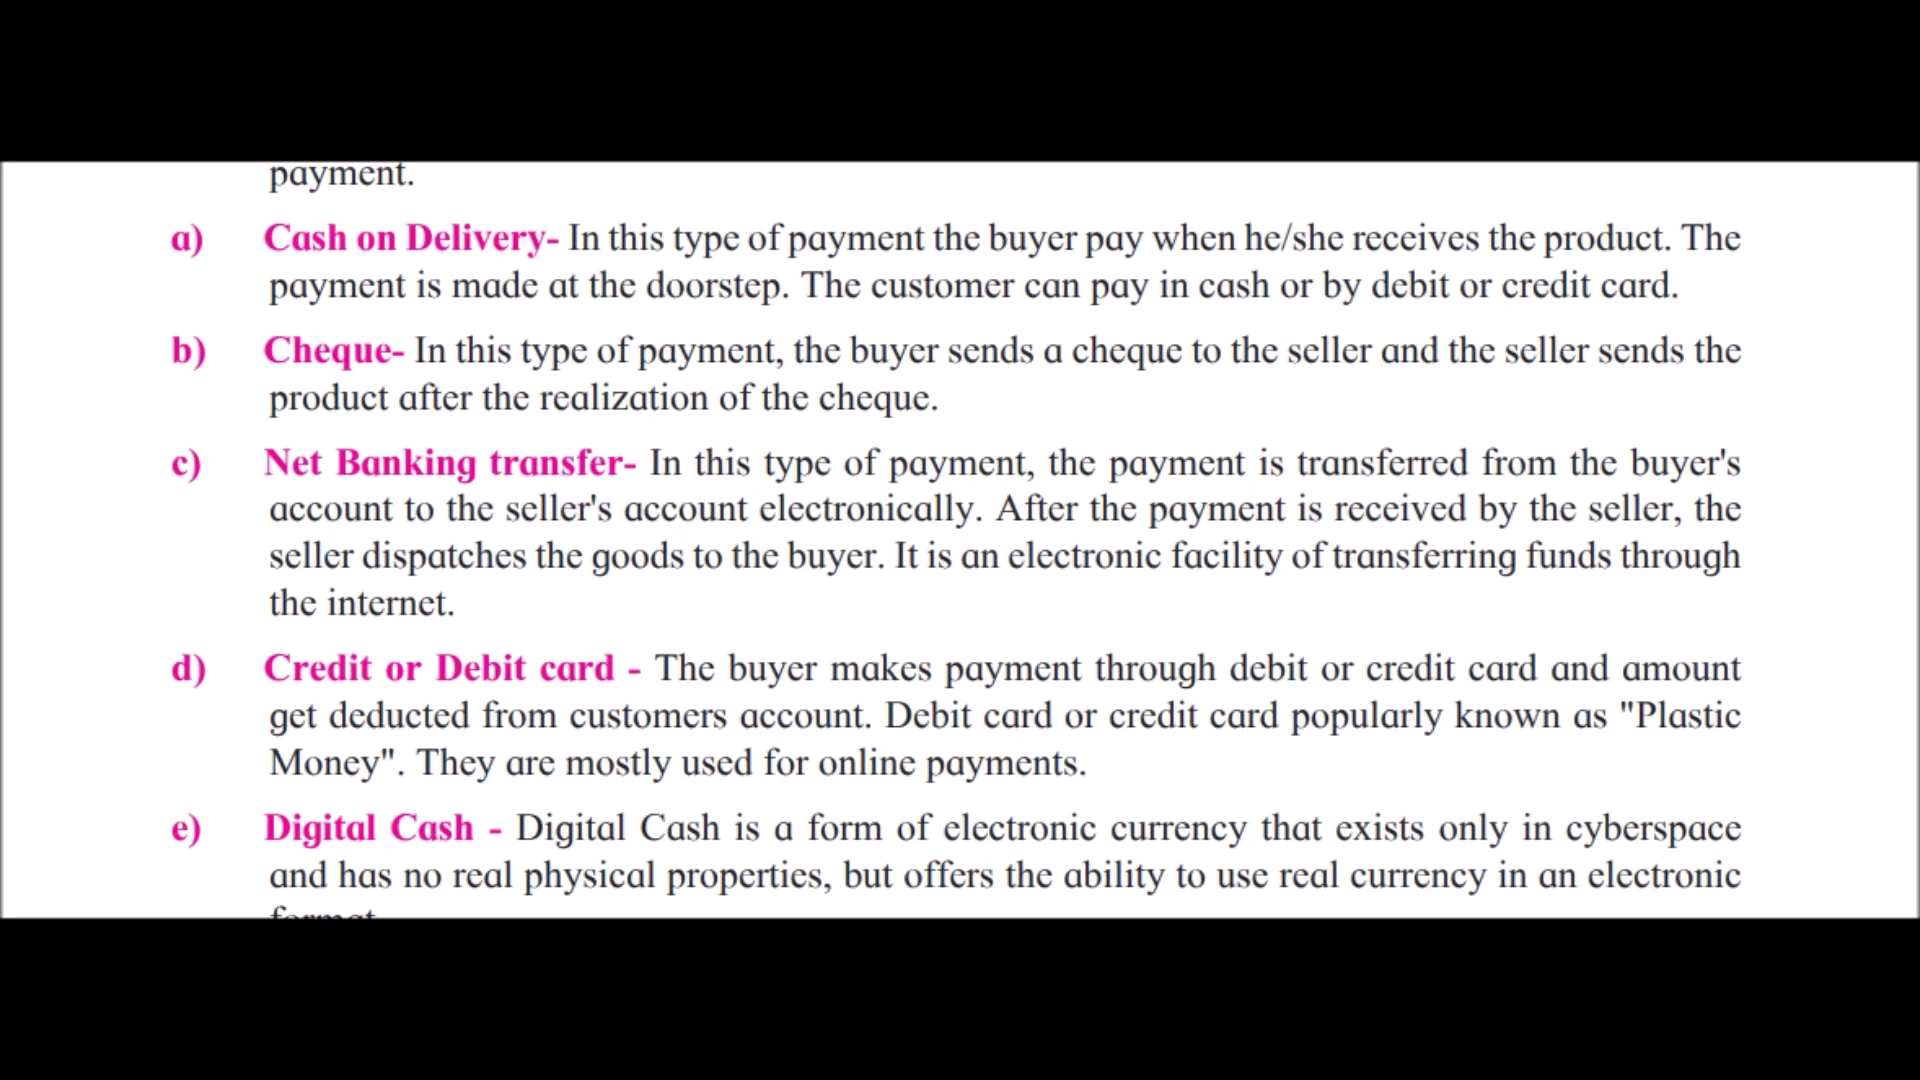 payment.
a) Cash on Delivery- In this type of payment the buyer pay when he/she receives the product. The
payment is made at the doorstep. The customer can pay in cash or by debit or credit card.
b) Cheque- In this type of payment, the buyer sends a cheque to the seller and the seller sends the
product after the realization of the cheque.
c) Net Banking transfer- In this type of payment, the payment is transferred from the buyer's
account to the seller's account electronically. After the payment is received by the seller, the
seller dispatches the goods to the buyer. It is an electronic facility of transferring funds through
the internet.
d) Credit or Debit card - The buyer makes payment through debit or credit card and amount
get deducted from customers account. Debit card or credit card popularly known as "Plastic
Money". They are mostly used for online payments.
e) Digital Cash - Digital Cash is a form of electronic currency that exists only in cyberspace
and has no real physical properties, but offers the ability to use real currency in an electronic